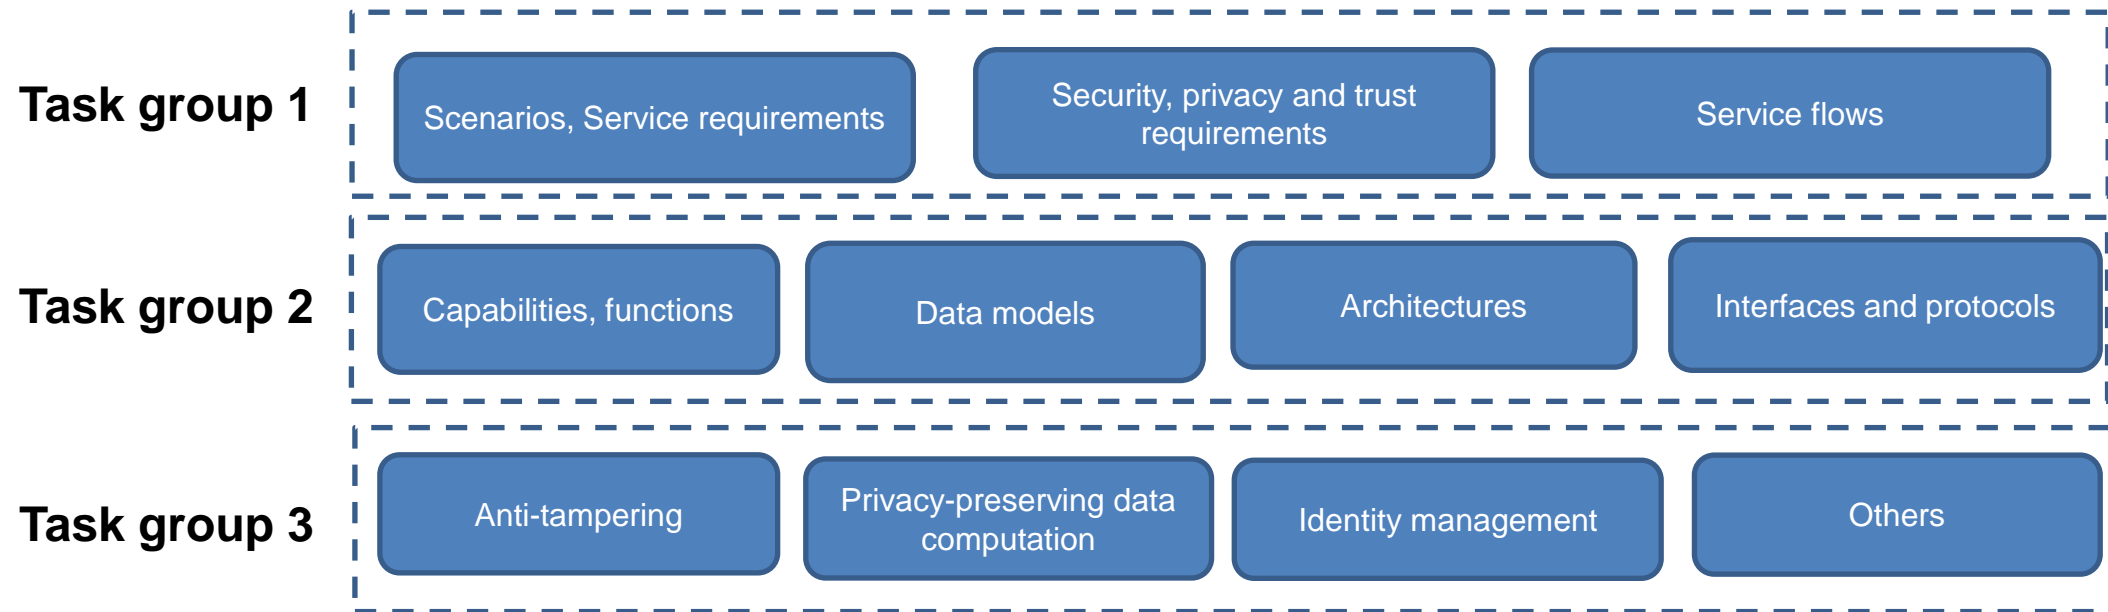 Task group 1
Scenarios, Service requirements
Security, privacy and trust
requirements
Service flows
Task group 2
Capabilities, functions
Data models
Architectures
Interfaces and protocols
Task group 3
Anti-tampering
Privacy-preserving data
computation
Identity management
Others